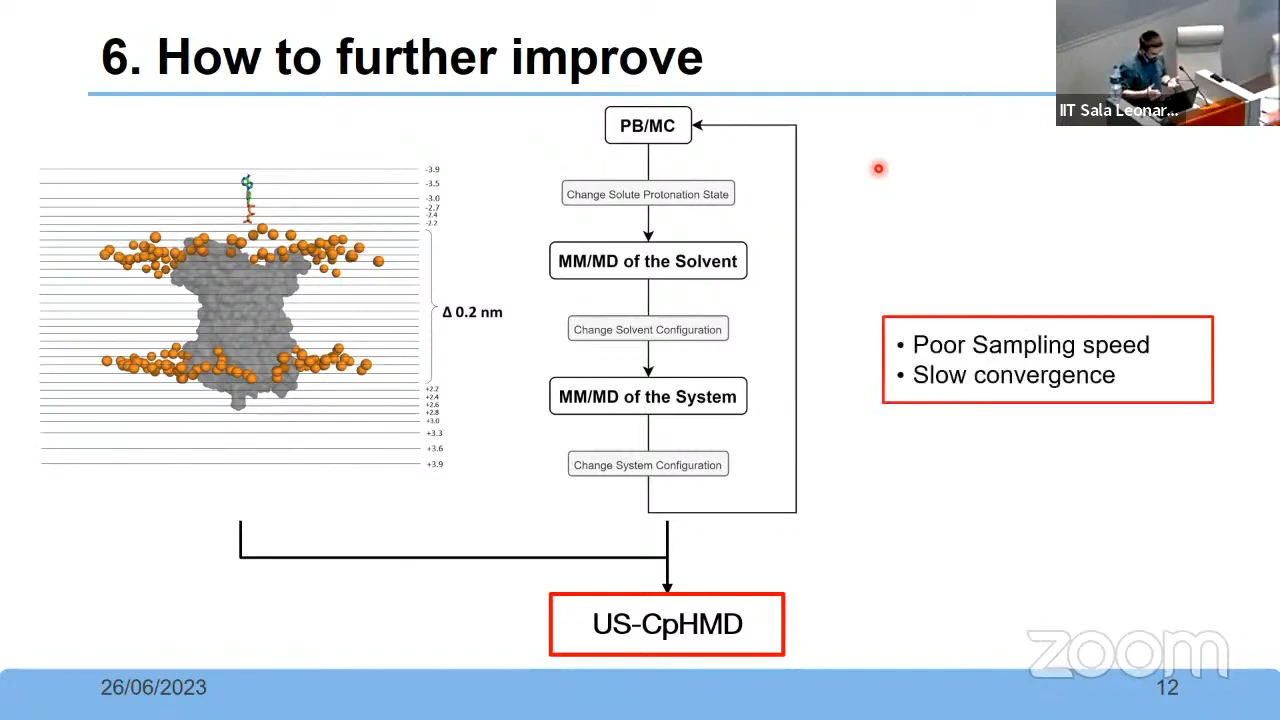 6. How to further improve
IIT Sala Leonar...
PB/MC
Change Solute Protonation State
MM/MD of the Solvent
Change Solvent Configuration
MM/MD of the System
Change System Configuration
-3.9
-3.5
-3.0
-2.7
-2.4
-2.2
Δ 0.2 nm
+2.2
+2.4
+2.6
+2.8
+3.0
+3.3
+3.6
+3.9
• Poor Sampling speed
• Slow convergence
US-CpHMD
zoom
26/06/2023
12